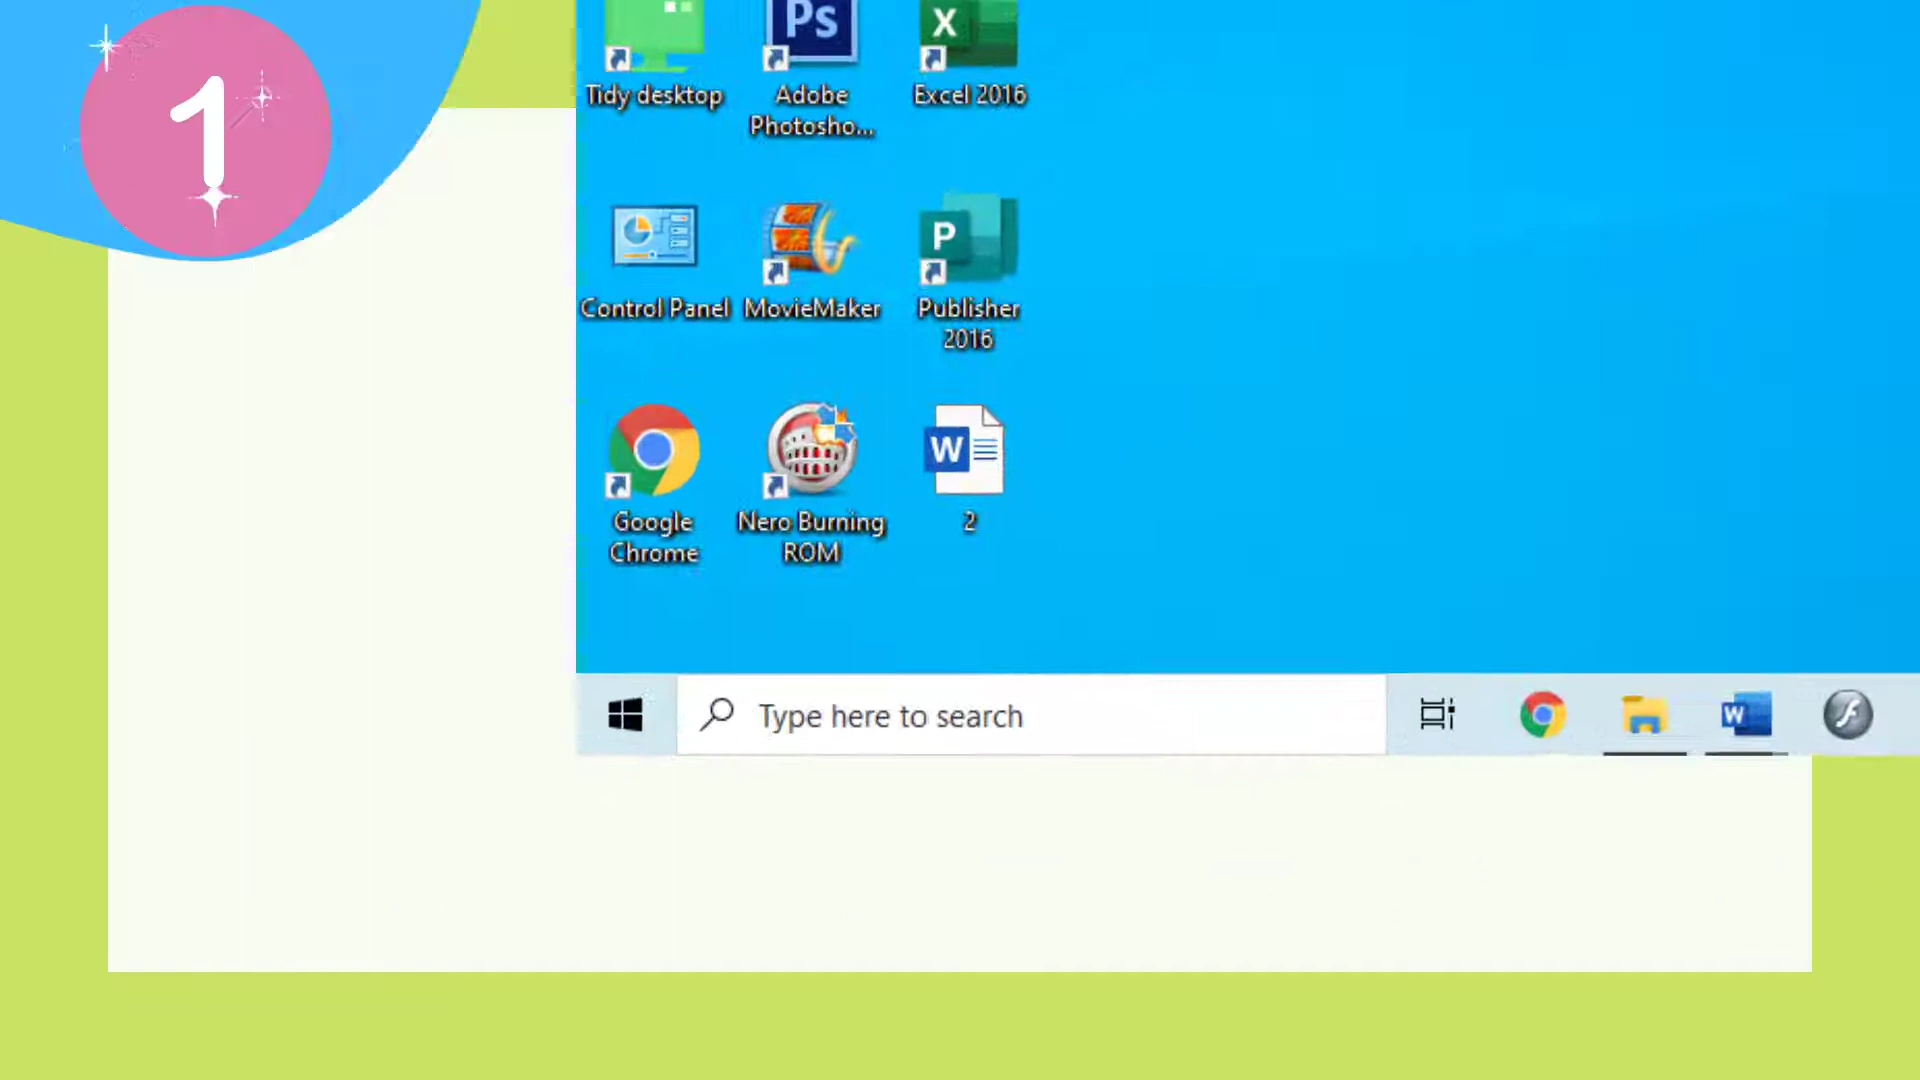 1
Ps
X
Tidy desktop
Adobe
Photosho...
Excel 2016
P
Control Panel
MovieMaker
Publisher
2016
W
Google
Chrome
Nero Burning
ROM
2
Type here to search
W
f